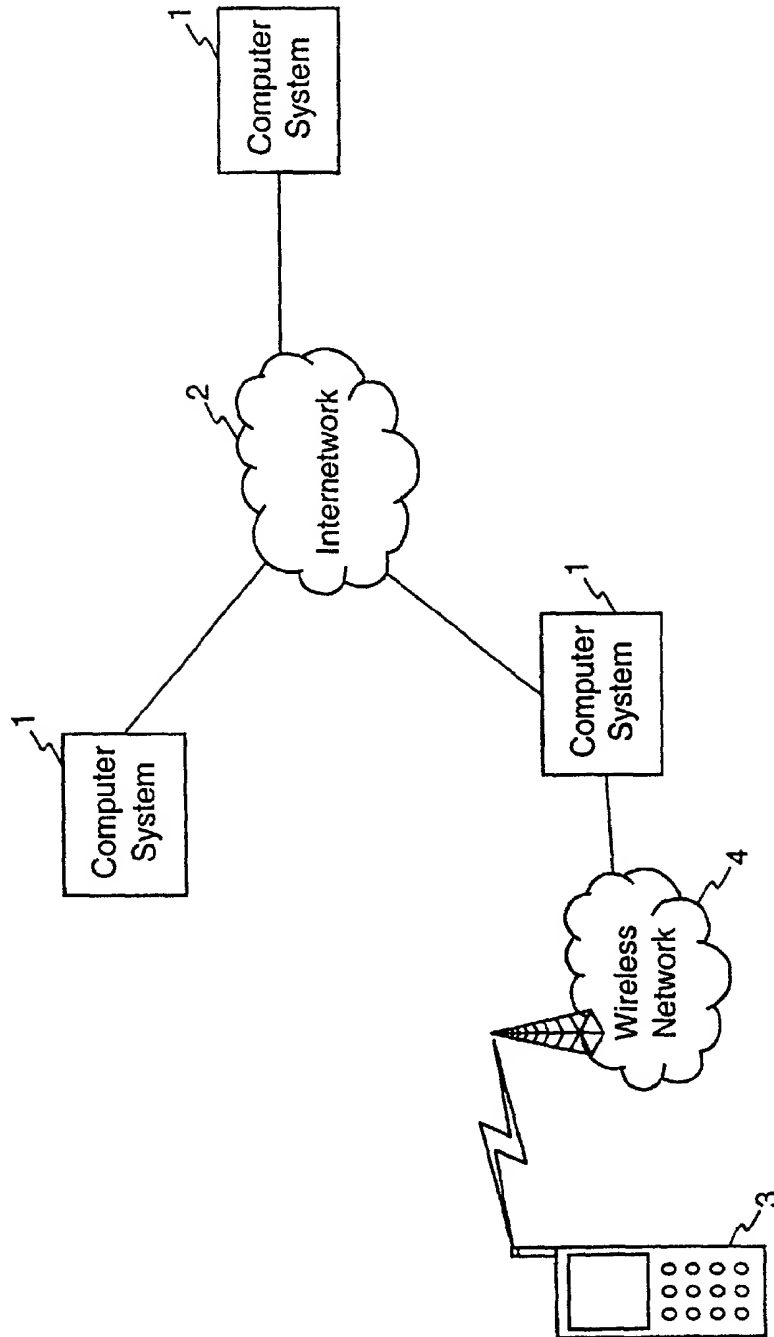 1
Computer
System
2
Internetwork
1
Computer
System
1
Computer
System
Wireless
Network
4
3